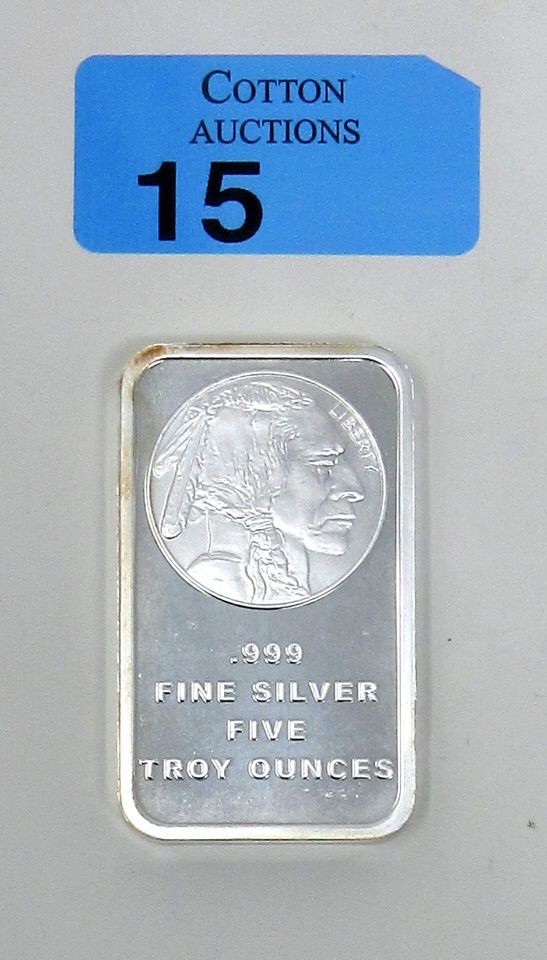 COTTON
AUCTIONS
15
LIBERTY
.999
FINE SILVER
FIVE
TROY OUNCES